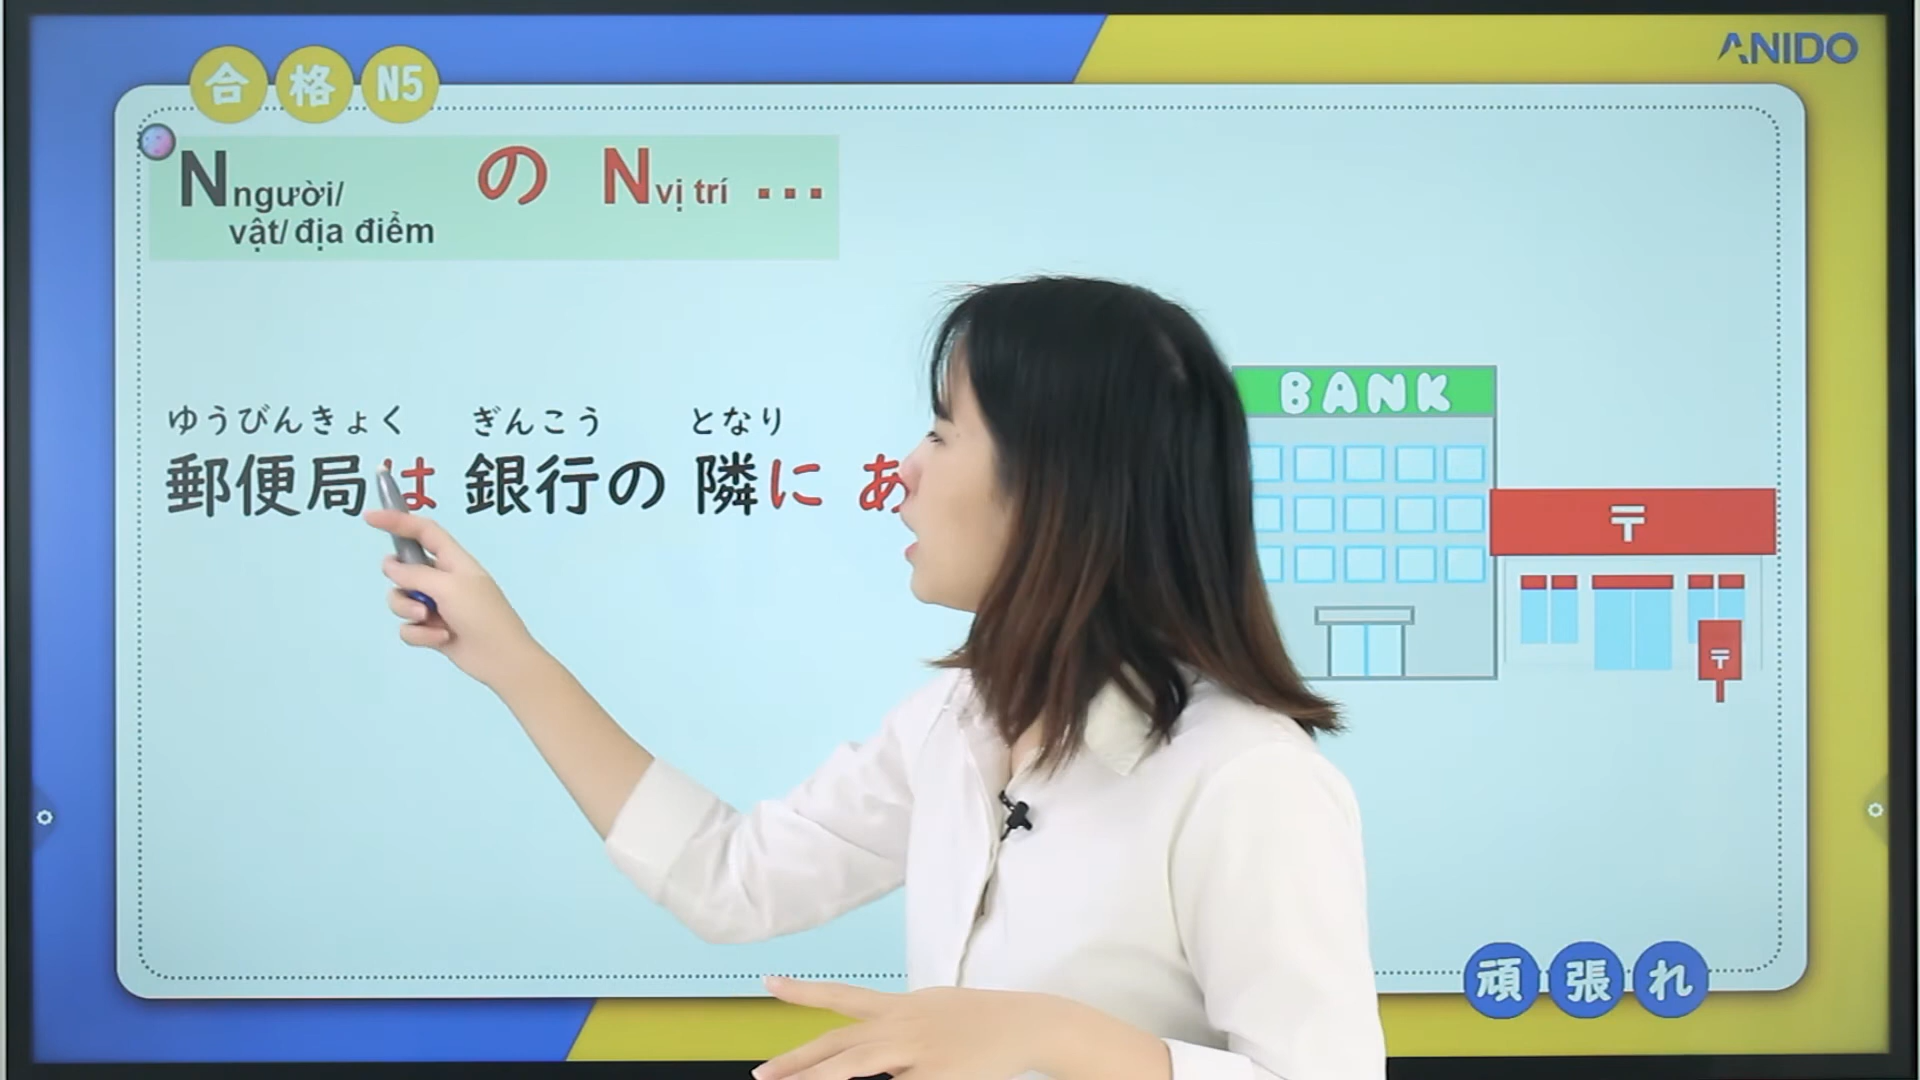 ANIDO
合格N5
Nngười/ の Nvị trí ...
vật/ địa điểm
ゆうびんきょく ぎんこう となり
郵便局は 銀行の 隣に あ
BANK
〒
〒
頑張れ